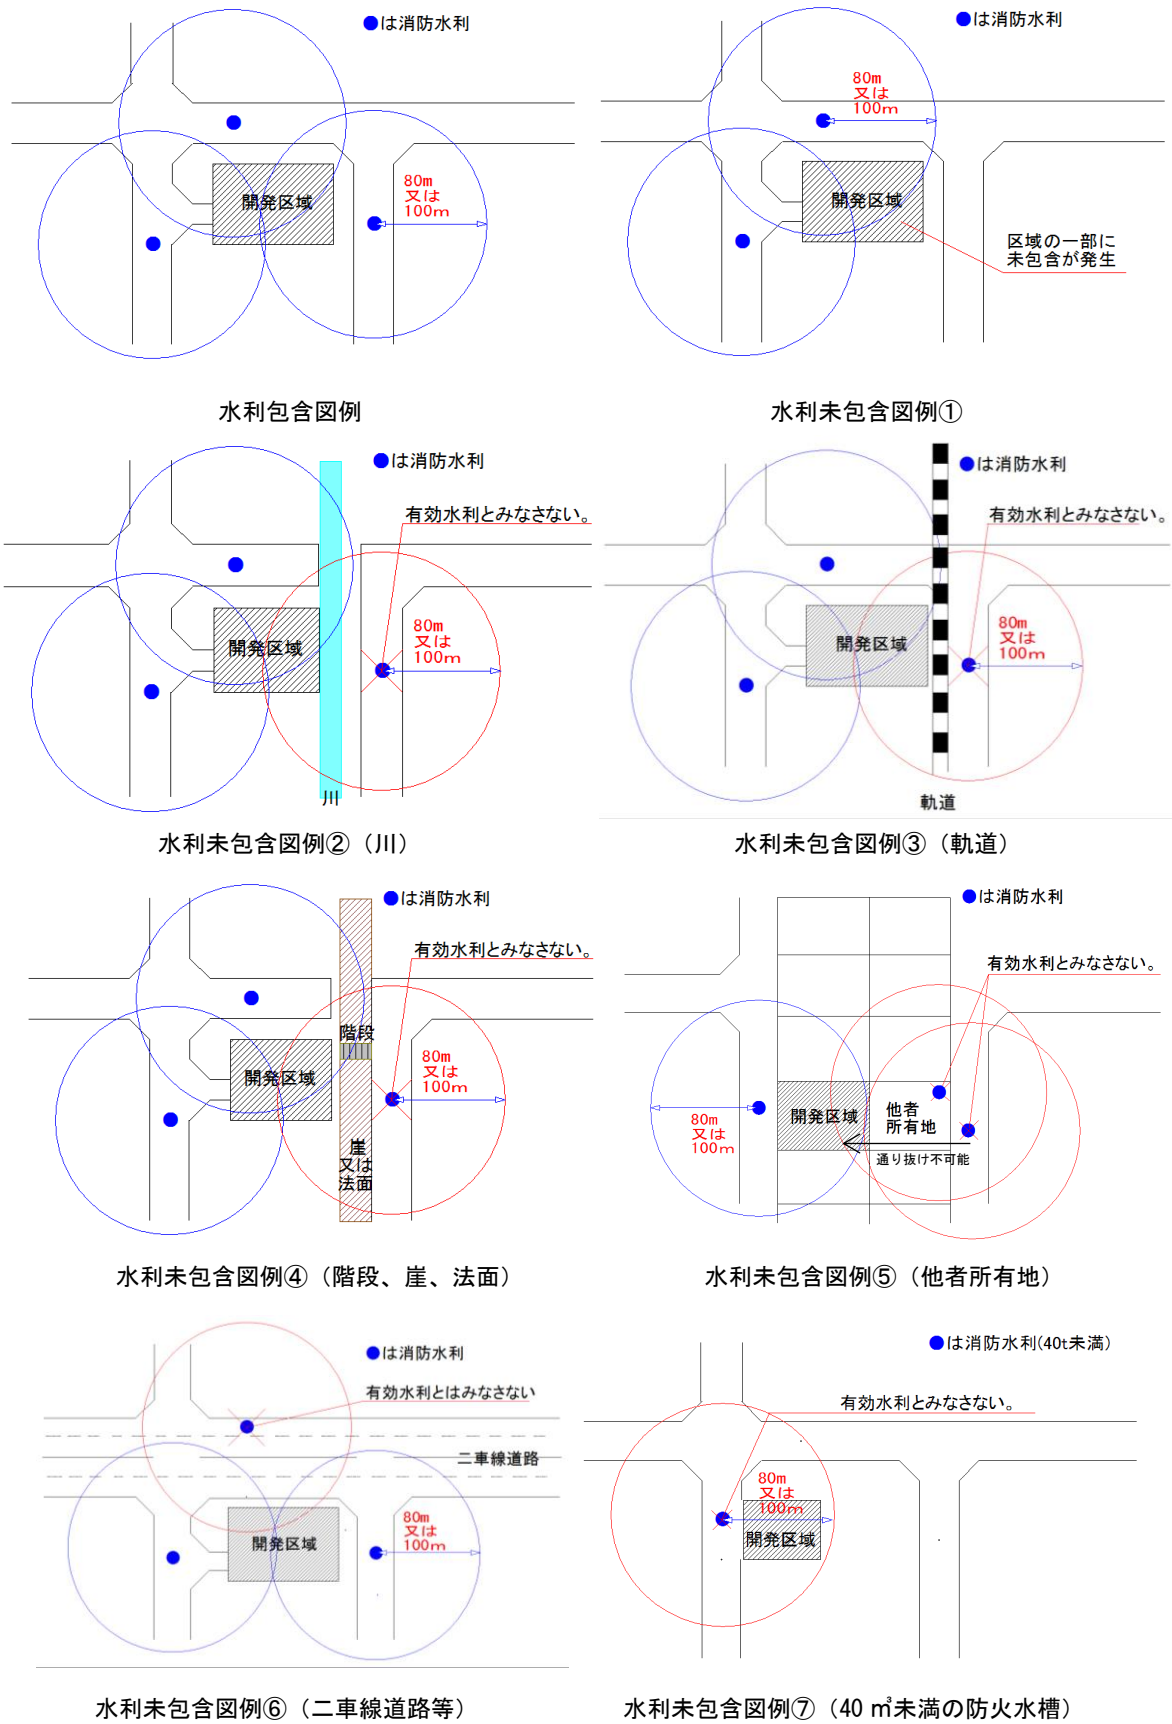 ●は消防水利
80m
又は
100m
開発区域
水利包含図例
●は消防水利
80m
又は
100m
開発区域
区域の一部に
未包含が発生
水利未包含図例①
●は消防水利
有効水利とみなさない。
80m
又は
100m
開発区域
川
水利未包含図例②（川）
●は消防水利
有効水利とみなさない。
80m
又は
100m
開発区域
軌道
水利未包含図例③（軌道）
●は消防水利
有効水利とみなさない。
階段
80m
又は
100m
開発区域
崖
又は
法面
水利未包含図例④（階段、崖、法面）
●は消防水利
有効水利とみなさない。
80m
又は
100m
開発区域
他者
所有地
通り抜け不可能
水利未包含図例⑤（他者所有地）
●は消防水利
有効水利とはみなさない
二車線道路
80m
又は
100m
開発区域
水利未包含図例⑥（二車線道路等）
●は消防水利(40t未満)
有効水利とみなさない。
80m
又は
100m
開発区域
水利未包含図例⑦（40 ㎥未満の防火水槽）